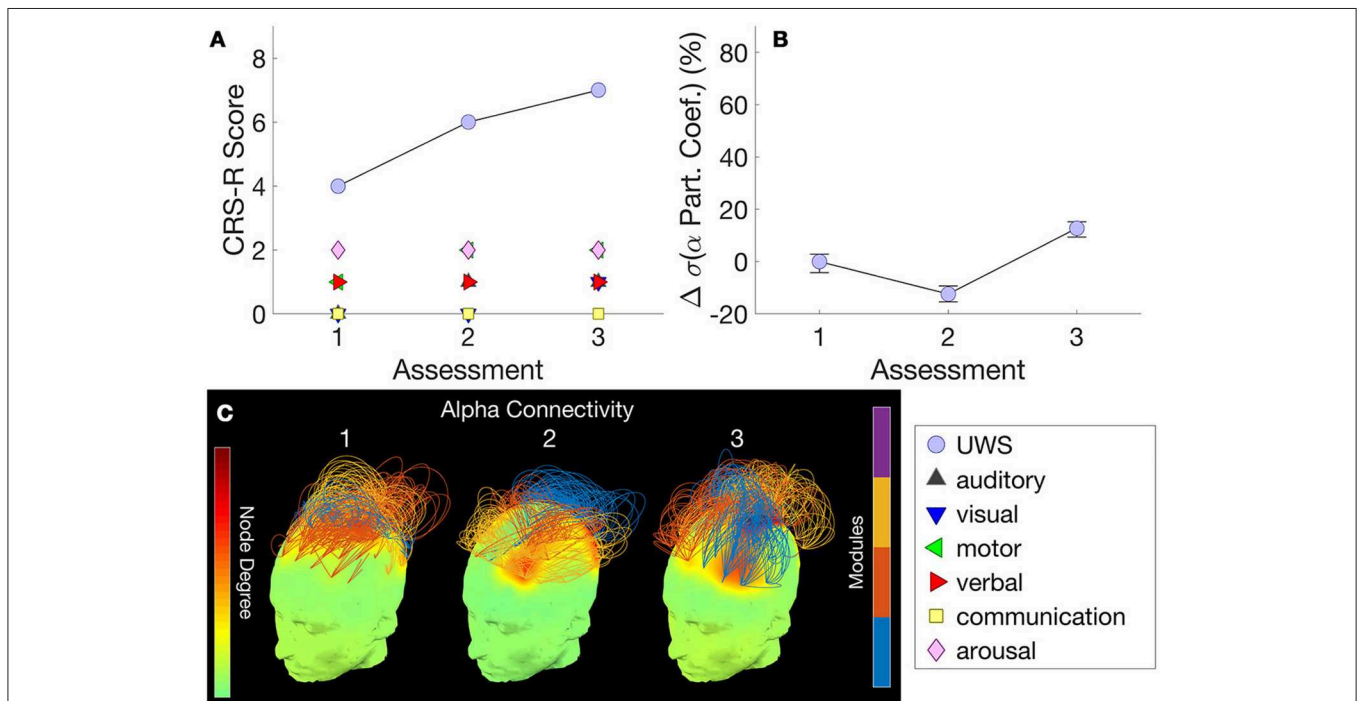 A
CRS-R Score
8
6
4
2
0
1 2 3
Assessment
B
Δ σ(α Part. Coef.) (%)
80
60
40
20
0
-20
1 2 3
Assessment
C
Alpha Connectivity
1 2 3
Node Degree
Modules
UWS
auditory
visual
motor
verbal
communication
arousal